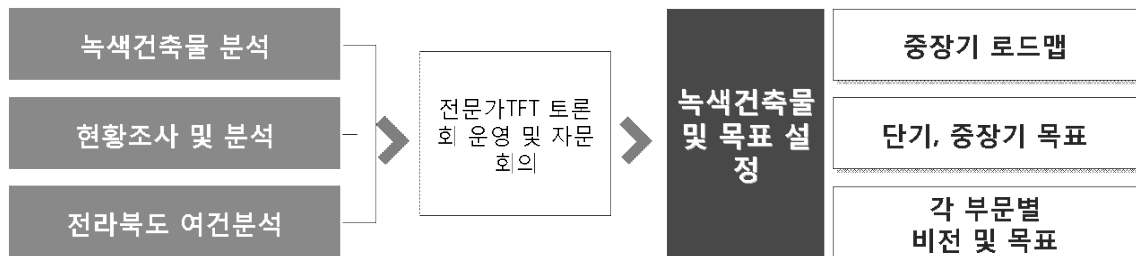 녹색건축물 분석
현황조사 및 분석
전라북도 여건분석
전문가TFT 토론
회 운영 및 자문
회의
녹색건축물
및 목표 설
정
중장기 로드맵
단기, 중장기 목표
각 부문별
비전 및 목표